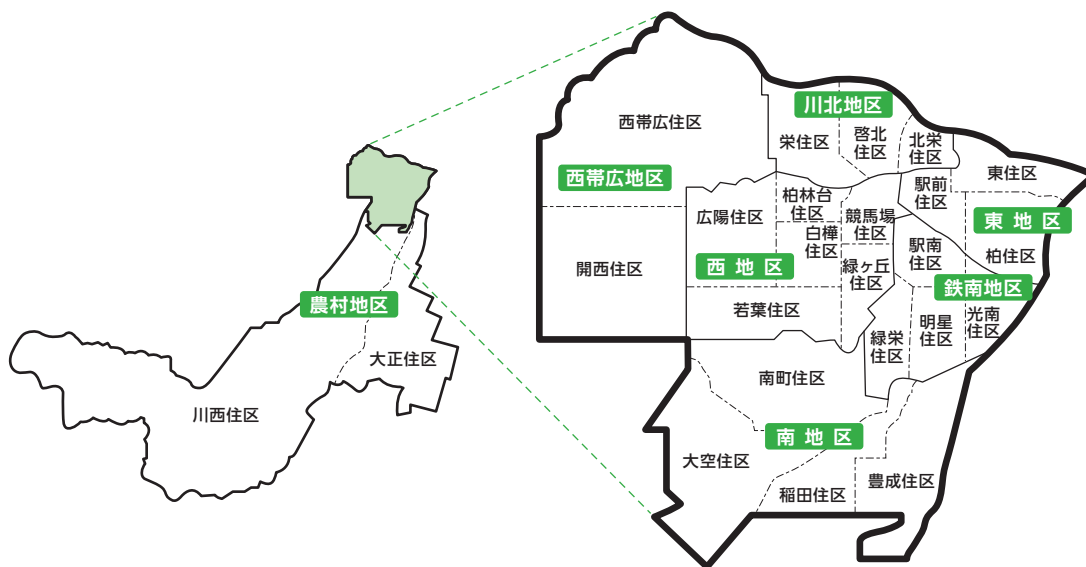 農村地区
大正住区
川西住区
川北地区
西帯広住区
栄住区
啓北
住区
北栄
住区
西帯広地区
東住区
駅前
住区
柏林台
住区
広陽住区
東地区
競馬場
住区
白樺
住区
駅南
住区
柏住区
開西住区
西地区
緑ヶ丘
住区
鉄南地区
若葉住区
光南
住区
明星
住区
緑栄
住区
南町住区
南地区
大空住区
豊成住区
稲田住区